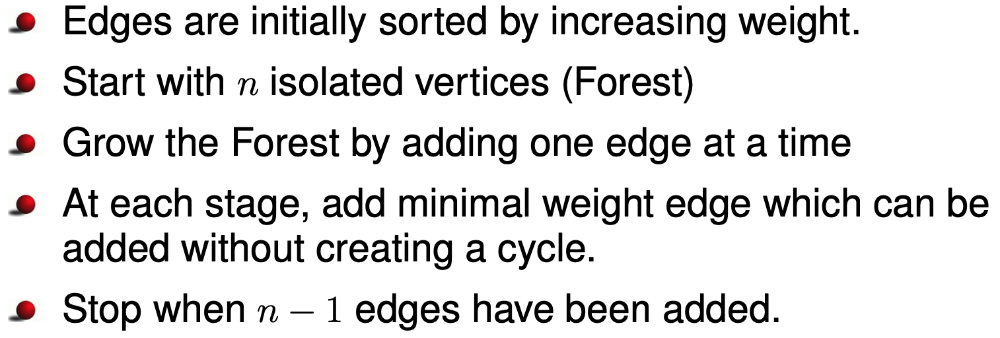 Edges are initially sorted by increasing weight.
Start with n isolated vertices (Forest)
Grow the Forest by adding one edge at a time
At each stage, add minimal weight edge which can be
added without creating a cycle.
Stop when n − 1 edges have been added.